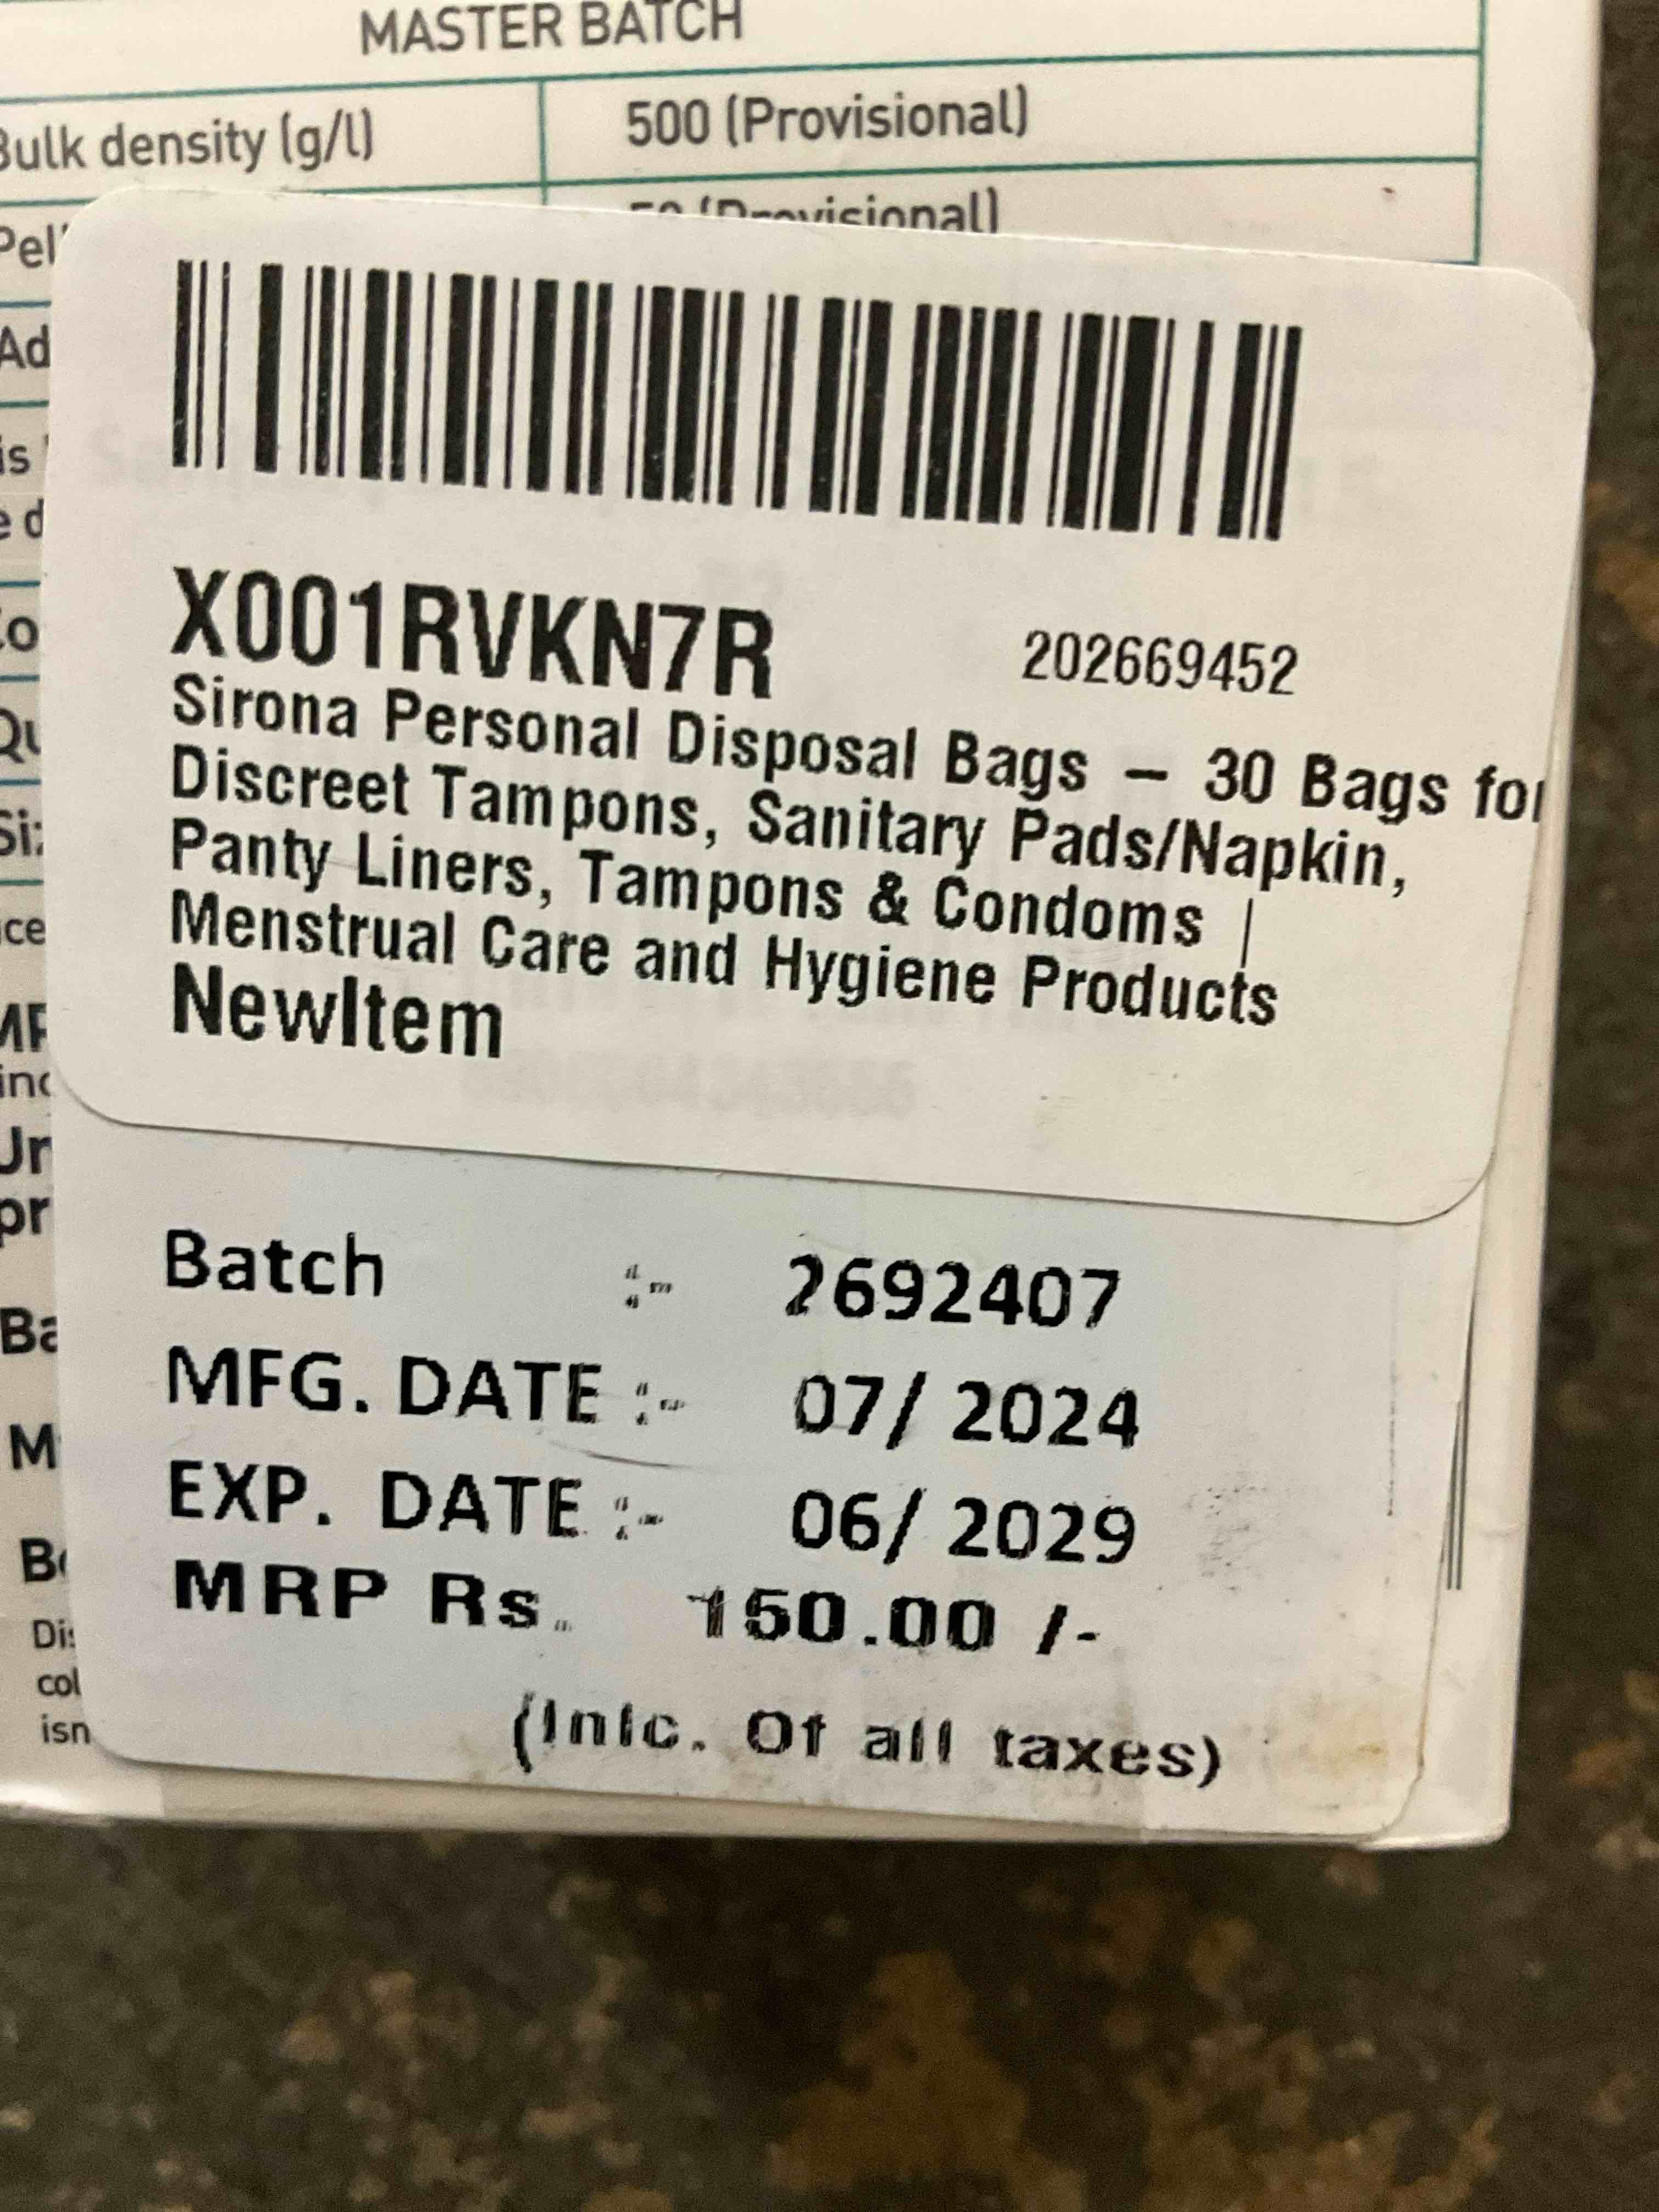 MASTER BATCH
Bulk density (g/l) 500 (Provisional)
(Provisional)
X001RVKN7R 202669452
Sirona Personal Disposal Bags – 30 Bags for
Discreet Tampons, Sanitary Pads/Napkin,
Panty Liners, Tampons & Condoms |
Menstrual Care and Hygiene Products
NewItem
Batch :- 2692407
MFG. DATE :- 07/ 2024
EXP. DATE :- 06/ 2029
MRP Rs. 150.00 /-
(Inlc. Of all taxes)